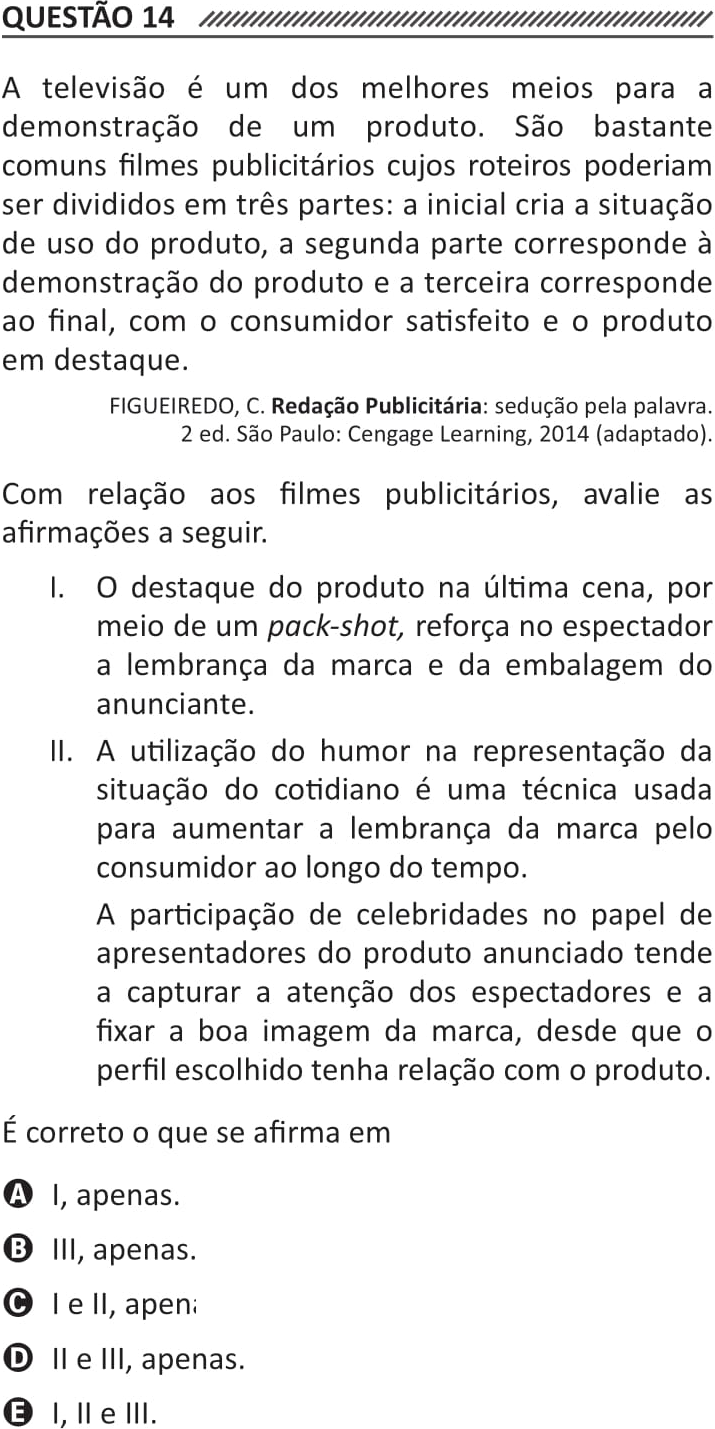 QUESTÃO 14
A televisão é um dos melhores meios para a
demonstração de um produto. São bastante
comuns filmes publicitários cujos roteiros poderiam
ser divididos em três partes: a inicial cria a situação
de uso do produto, a segunda parte corresponde à
demonstração do produto e a terceira corresponde
ao final, com o consumidor satisfeito e o produto
em destaque.
FIGUEIREDO, C. Redação Publicitária: sedução pela palavra.
2 ed. São Paulo: Cengage Learning, 2014 (adaptado).
Com relação aos filmes publicitários, avalie as
afirmações a seguir.
I. O destaque do produto na última cena, por
meio de um pack-shot, reforça no espectador
a lembrança da marca e da embalagem do
anunciante.
II. A utilização do humor na representação da
situação do cotidiano é uma técnica usada
para aumentar a lembrança da marca pelo
consumidor ao longo do tempo.
A participação de celebridades no papel de
apresentadores do produto anunciado tende
a capturar a atenção dos espectadores e a
fixar a boa imagem da marca, desde que o
perfil escolhido tenha relação com o produto.
É correto o que se afirma em
A I, apenas.
B III, apenas.
C I e II,
D II e III, apenas.
E I, II e III.